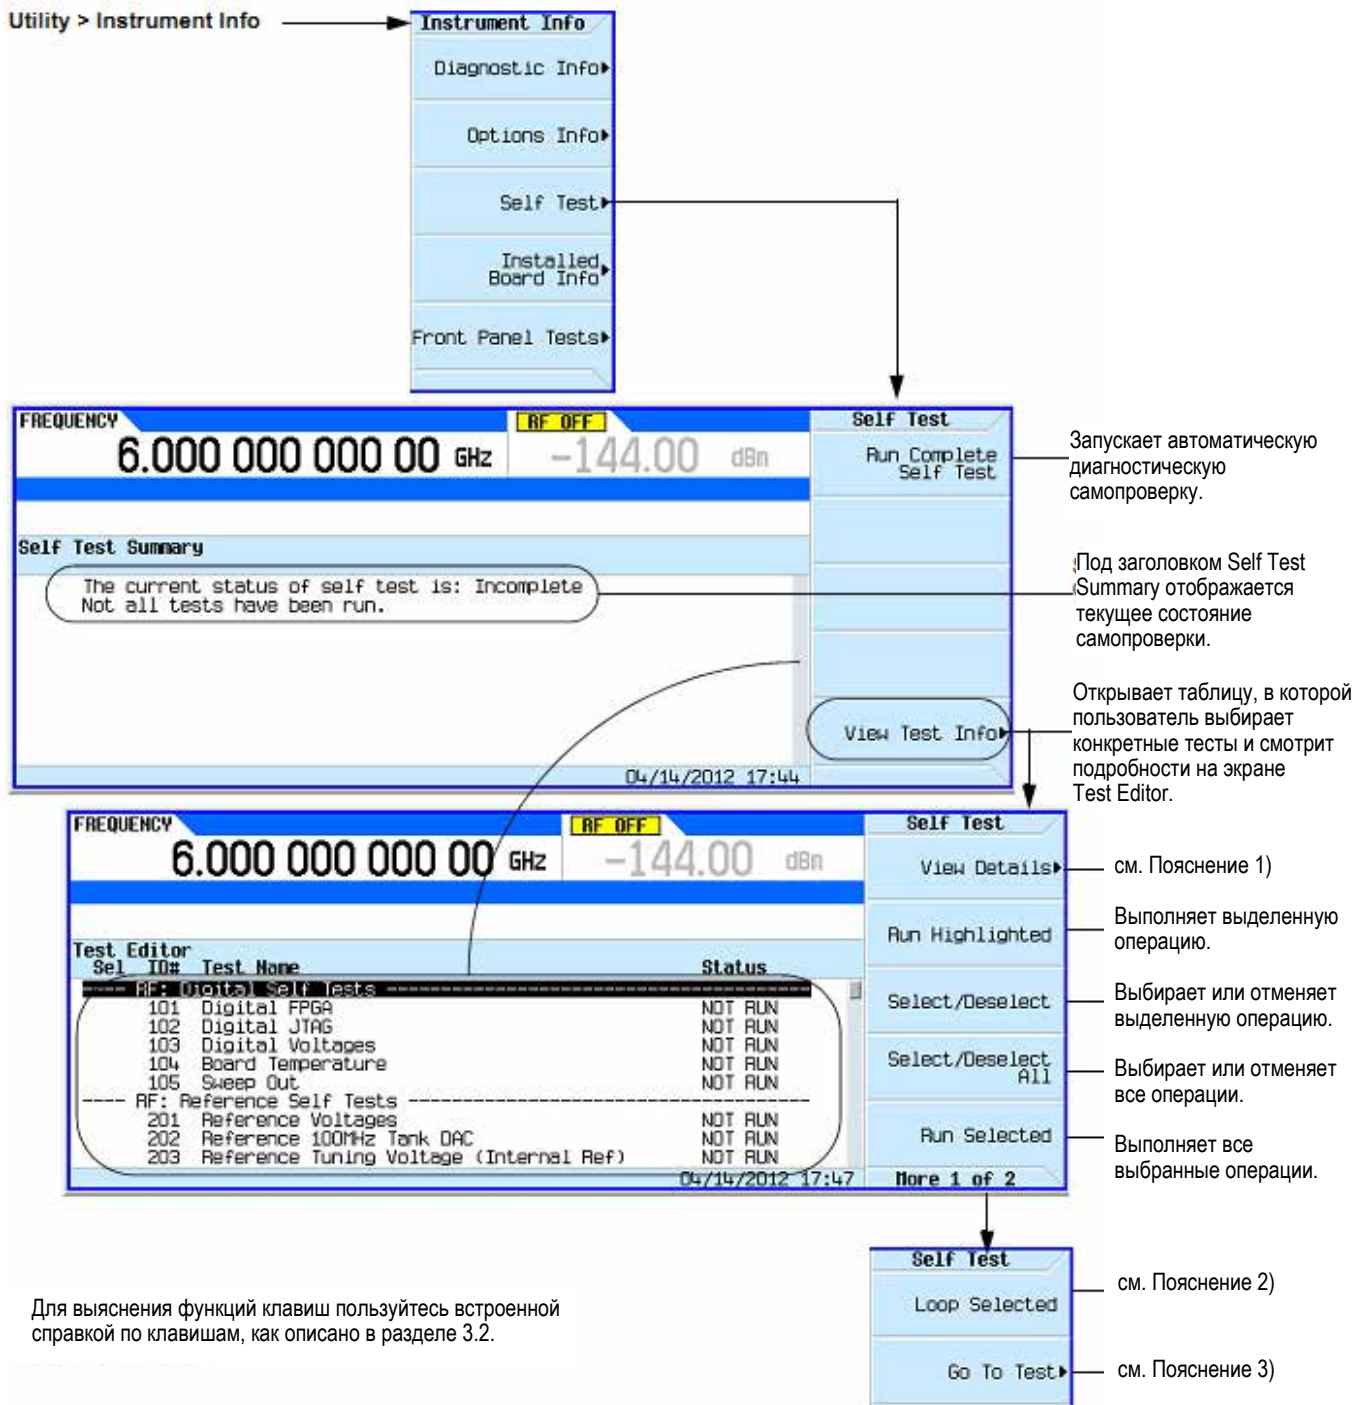 Utility > Instrument Info
Instrument Info
Diagnostic Info
Options Info
Self Test
Installed
Board Info
Front Panel Tests
FREQUENCY
6.000 000 000 00 GHz
RF OFF
-144.00 dBm
Self Test Summary
The current status of self test is: Incomplete
Not all tests have been run.
04/14/2012 17:44
Self Test
Run Complete
Self Test
View Test Info
Запускает автоматическую
диагностическую
самопроверку.
Под заголовком Self Test
Summary отображается
текущее состояние
самопроверки.
Открывает таблицу, в которой
пользователь выбирает
конкретные тесты и смотрит
подробности на экране
Test Editor.
FREQUENCY
6.000 000 000 00 GHz
RF OFF
-144.00 dBm
Test Editor
Sel ID# Test Name Status
---- RF: Digital Self Tests ----
101 Digital FPGA NOT RUN
102 Digital JTAG NOT RUN
103 Digital Voltages NOT RUN
104 Board Temperature NOT RUN
105 Sweep Out NOT RUN
---- RF: Reference Self Tests ----
201 Reference Voltages NOT RUN
202 Reference 100MHz Tank DAC NOT RUN
203 Reference Tuning Voltage (Internal Ref) NOT RUN
04/14/2012 17:47
Self Test
View Details
Run Highlighted
Select/Deselect
Select/Deselect
All
Run Selected
More 1 of 2
см. Пояснение 1)
Выполняет выделенную
операцию.
Выбирает или отменяет
выделенную операцию.
Выбирает или отменяет
все операции.
Выполняет все
выбранные операции.
Self Test
Loop Selected
Go To Test
см. Пояснение 2)
см. Пояснение 3)
Для выяснения функций клавиш пользуйтесь встроенной
справкой по клавишам, как описано в разделе 3.2.